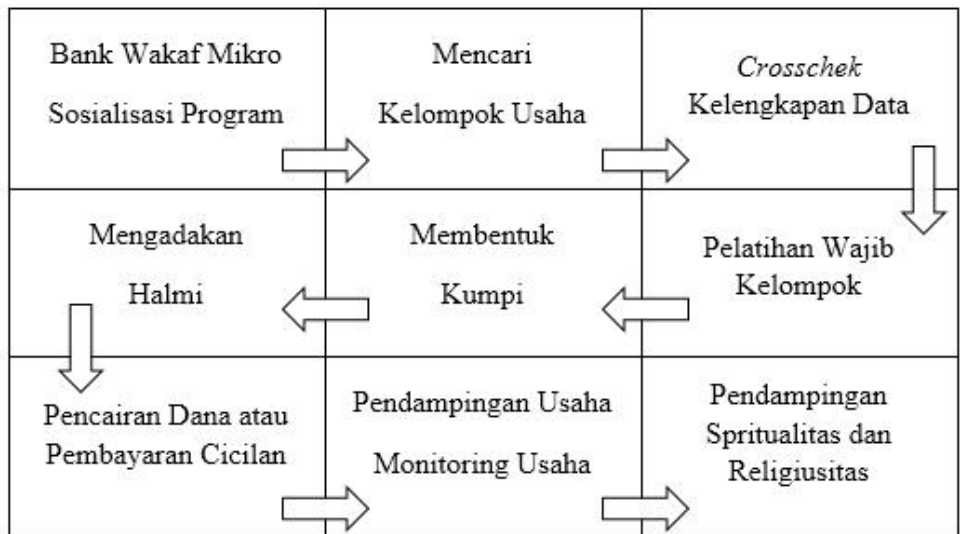 Bank Wakaf Mikro
Sosialisasi Program
Mencari
Kelompok Usaha
Crosschek
Kelengkapan Data
Mengadakan
Halmi
Membentuk
Kumpi
Pelatihan Wajib
Kelompok
Pencairan Dana atau
Pembayaran Cicilan
Pendampingan Usaha
Monitoring Usaha
Pendampingan
Spritualitas dan
Religiusitas